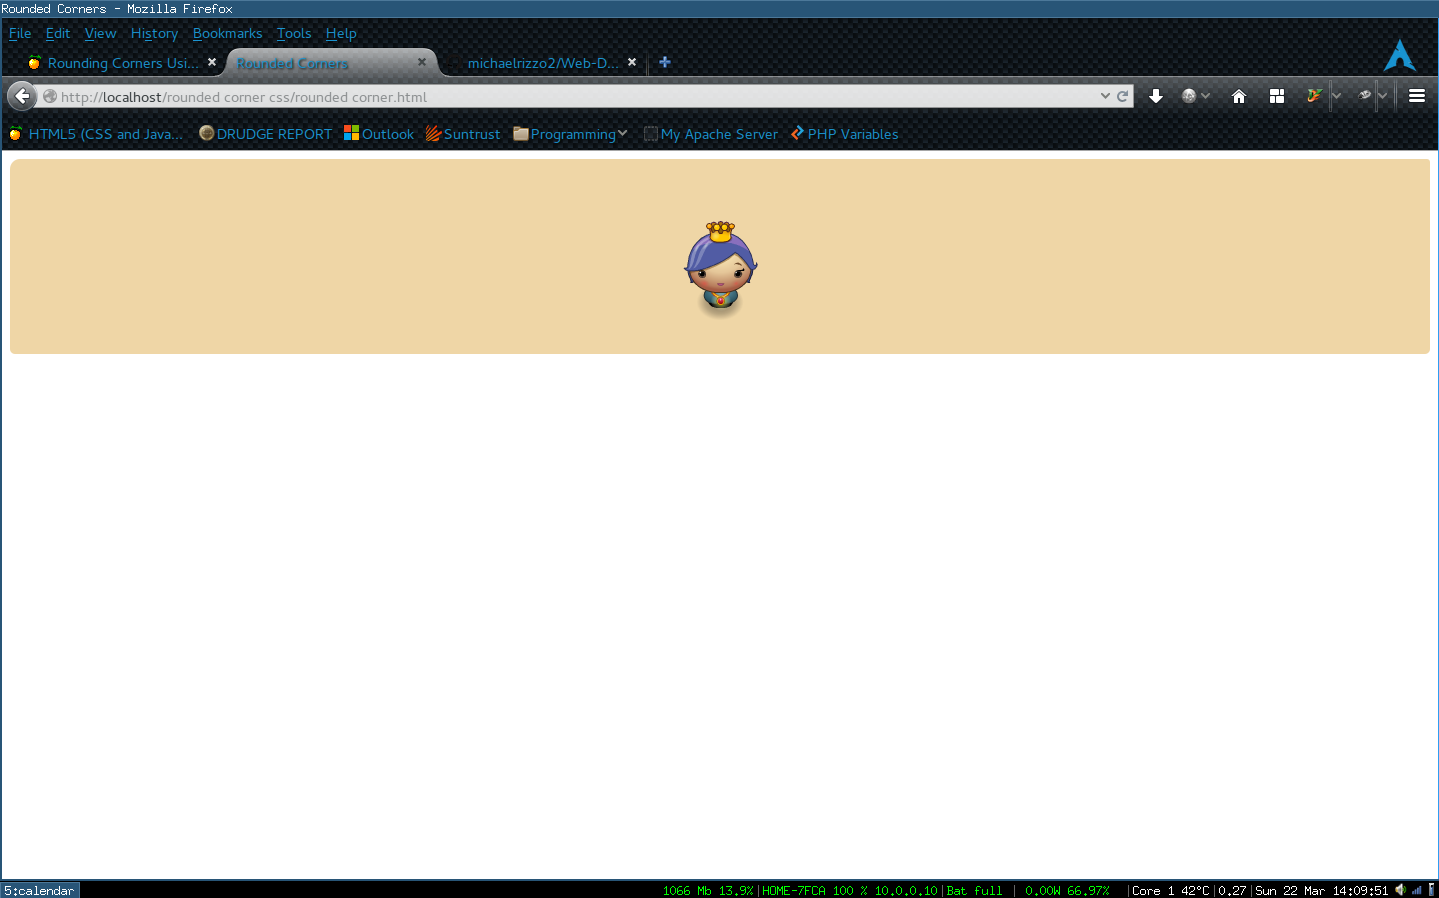 Rounded Corners - Mozilla Firefox
File Edit View History Bookmarks Tools Help
Rounding Corners Usi... Rounded Corners michaelrizzo2/Web-D...
http://localhost/rounded corner css/rounded corner.html
HTML5 (CSS and Java... DRUDGE REPORT Outlook Suntrust Programming My Apache Server PHP Variables
5:calendar 1066 Mb 13.9%|HOME-7FCA 100 % 10.0.0.10|Bat full | 0.00W 66.97% |Core 1 42°C|0.27|Sun 22 Mar 14:09:51